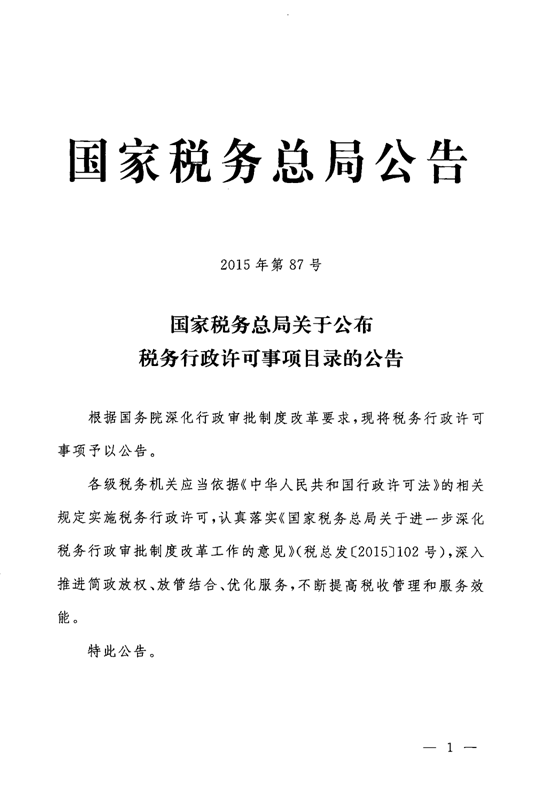 国家税务总局公告
2015年第87号
国家税务总局关于公布
税务行政许可事项目录的公告
根据国务院深化行政审批制度改革要求,现将税务行政许可
事项予以公告。
各级税务机关应当依据《中华人民共和国行政许可法》的相关
规定实施税务行政许可,认真落实《国家税务总局关于进一步深化
税务行政审批制度改革工作的意见》(税总发〔2015〕102号),深入
推进简政放权、放管结合、优化服务,不断提高税收管理和服务效
能。
特此公告。
— 1 —